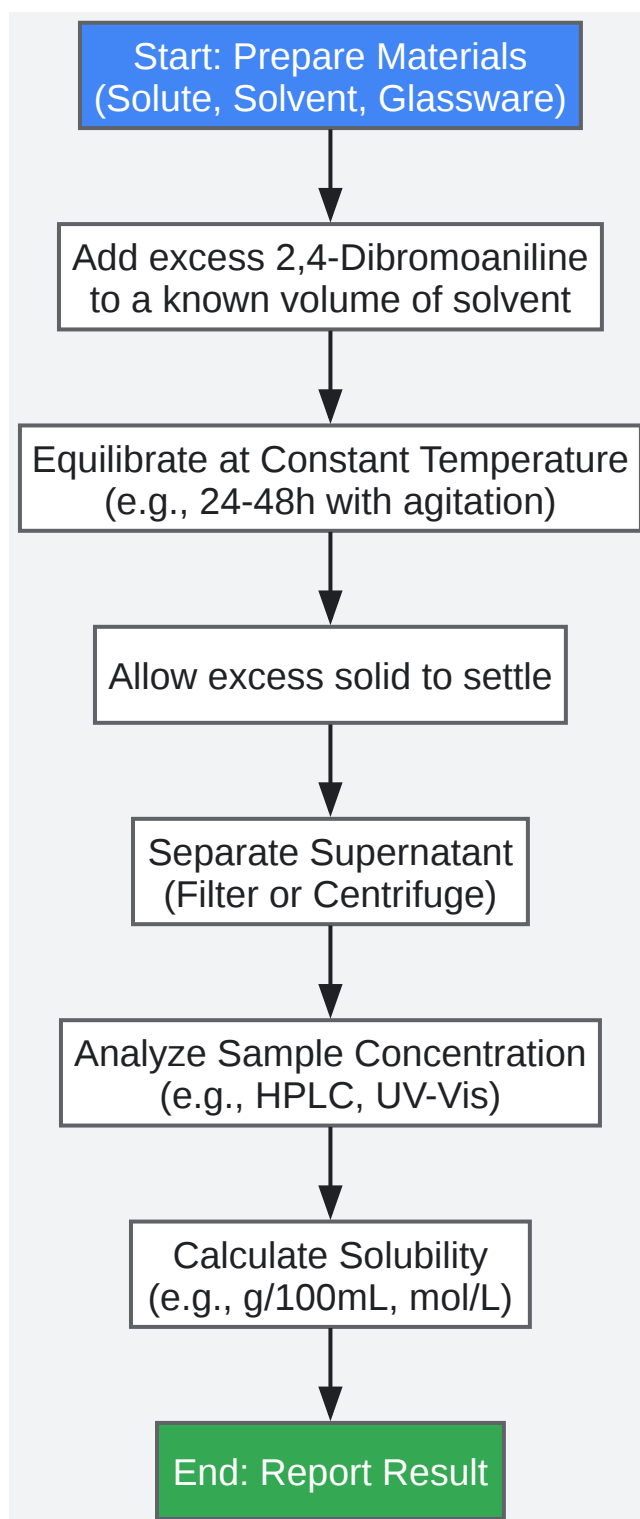 Start: Prepare Materials
(Solute, Solvent, Glassware)
Add excess 2,4-Dibromoaniline
to a known volume of solvent
Equilibrate at Constant Temperature
(e.g., 24-48h with agitation)
Allow excess solid to settle
Separate Supernatant
(Filter or Centrifuge)
Analyze Sample Concentration
(e.g., HPLC, UV-Vis)
Calculate Solubility
(e.g., g/100mL, mol/L)
End: Report Result